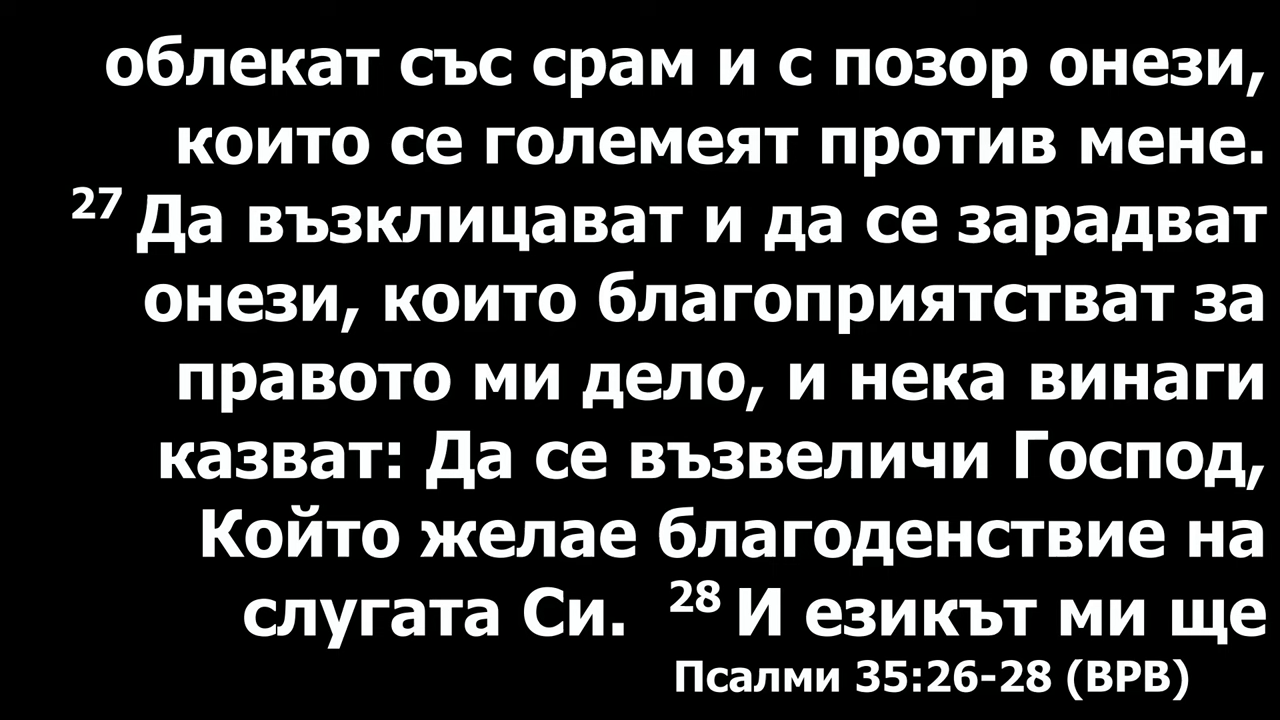 облекат със срам и с позор онези,
които се големеят против мене.
27 Да възклицават и да се зарадват
онези, които благоприятстват за
правото ми дело, и нека винаги
казват: Да се възвеличи Господ,
Който желае благоденствие на
слугата Си. 28 И езикът ми ще
Псалми 35:26-28 (ВРВ)